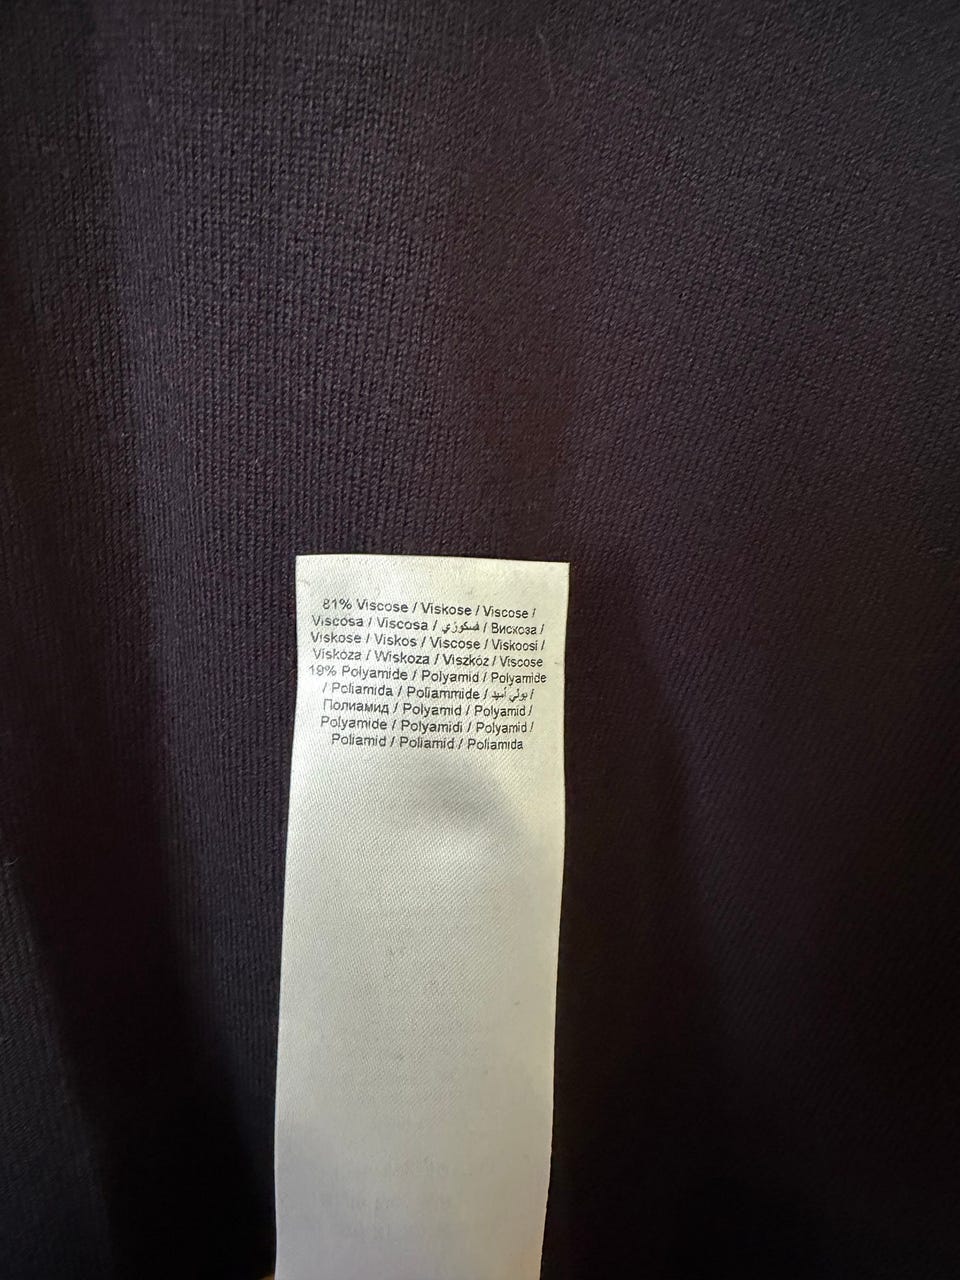 81% Viscose / Viskose / Viscose /
Viscosa / Viscosa / فسكوزي / Вискоза /
Viskose / Viskos / Viscose / Viskoosi /
Viskóza / Wiskoza / Viszkóz / Viscose
19% Polyamide / Polyamid / Polyamide
/ Poliamida / Poliammide / بولي أميد /
Полиамид / Polyamid / Polyamid /
Polyamide / Polyamidi / Polyamid /
Poliamid / Poliamid / Poliamida